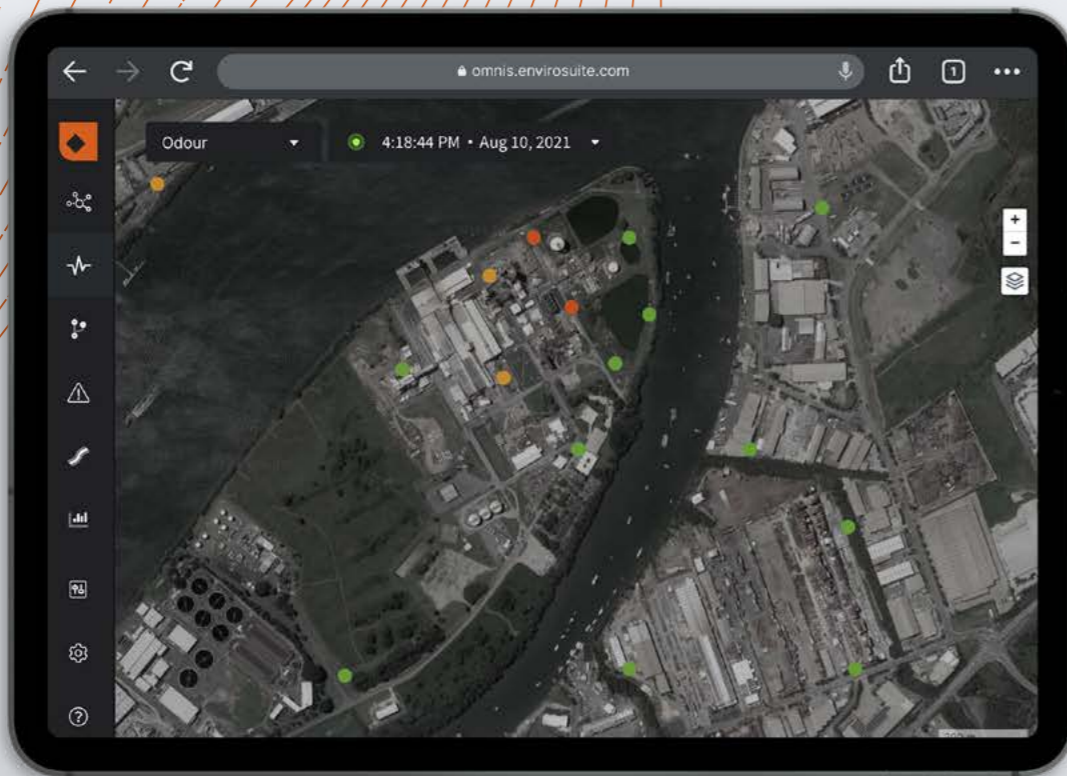 omnis.envirosuite.com
1
Odour
4:18:44 PM • Aug 10, 2021
+
−